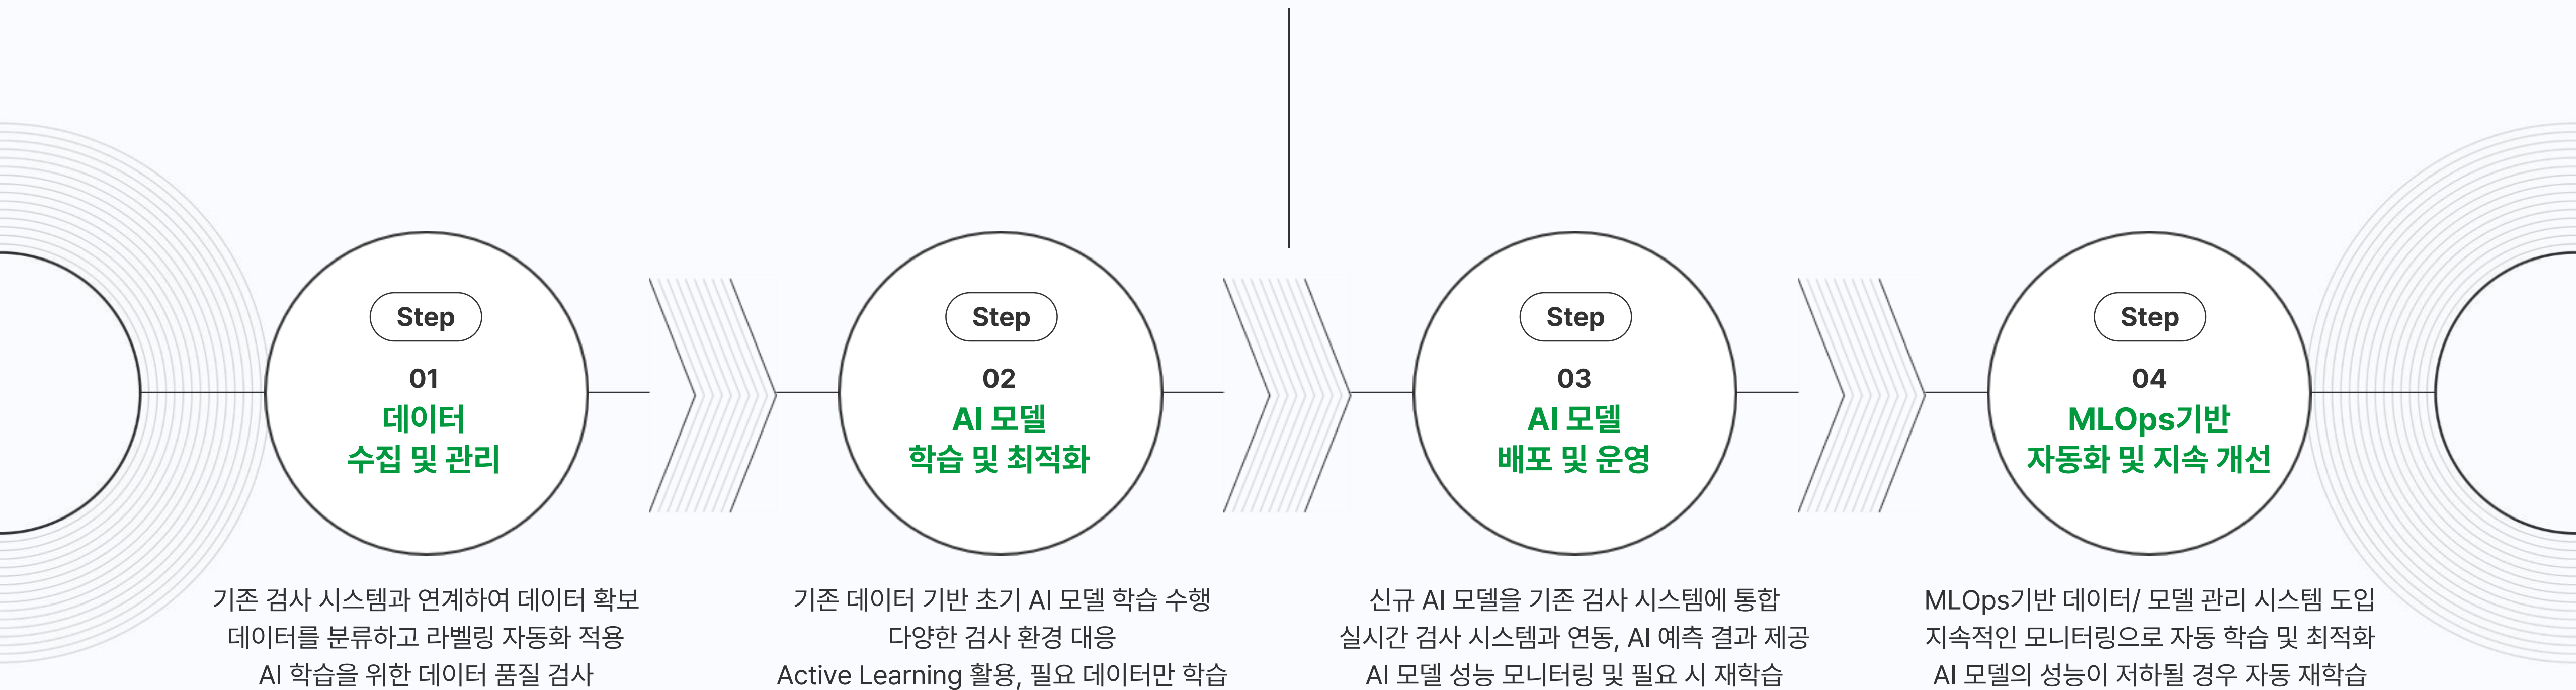 Step
01
데이터
수집 및 관리
기존 검사 시스템과 연계하여 데이터 확보
데이터를 분류하고 라벨링 자동화 적용
AI 학습을 위한 데이터 품질 검사
Step
02
AI 모델
학습 및 최적화
기존 데이터 기반 초기 AI 모델 학습 수행
다양한 검사 환경 대응
Active Learning 활용, 필요 데이터만 학습
Step
03
AI 모델
배포 및 운영
신규 AI 모델을 기존 검사 시스템에 통합
실시간 검사 시스템과 연동, AI 예측 결과 제공
AI 모델 성능 모니터링 및 필요 시 재학습
Step
04
MLOps기반
자동화 및 지속 개선
MLOps기반 데이터/ 모델 관리 시스템 도입
지속적인 모니터링으로 자동 학습 및 최적화
AI 모델의 성능이 저하될 경우 자동 재학습